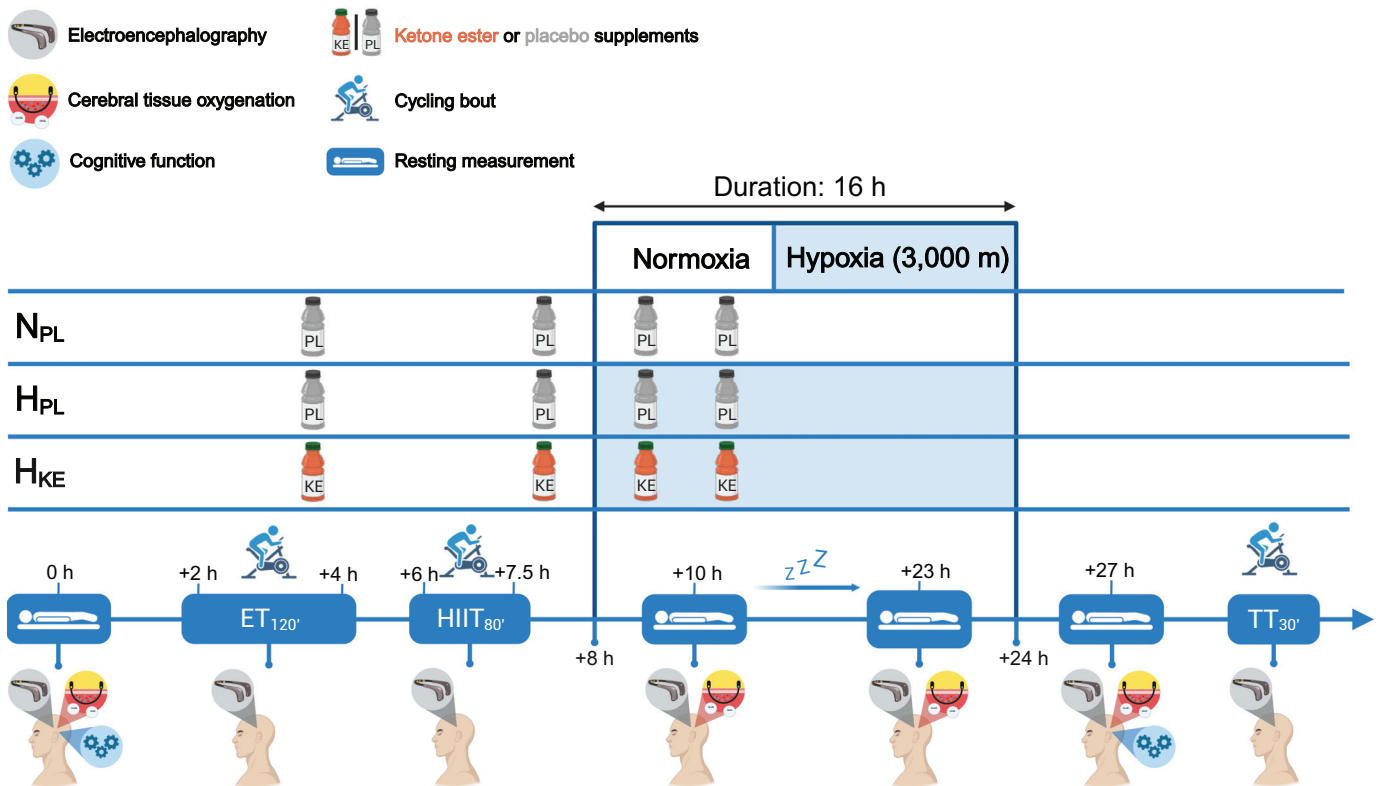 Electroencephalography
KE PL
Ketone ester or placebo supplements
Cerebral tissue oxygenation
Cycling bout
Cognitive function
Resting measurement
Duration: 16 h
Normoxia
Hypoxia (3,000 m)
NPL
PL PL PL PL
HPL
PL PL PL PL
HKE
KE KE KE KE
0 h
+2 h
+4 h
+6 h
+7.5 h
+10 h
zzZ
+23 h
+27 h
ET120'
HIIT80'
TT30'
+8 h
+24 h